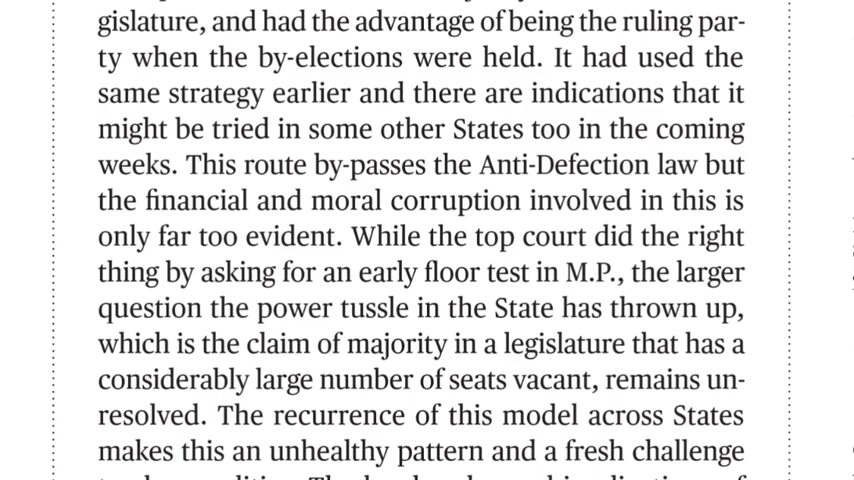 gislature, and had the advantage of being the ruling par-
ty when the by-elections were held. It had used the
same strategy earlier and there are indications that it
might be tried in some other States too in the coming
weeks. This route by-passes the Anti-Defection law but
the financial and moral corruption involved in this is
only far too evident. While the top court did the right
thing by asking for an early floor test in M.P., the larger
question the power tussle in the State has thrown up,
which is the claim of majority in a legislature that has a
considerably large number of seats vacant, remains un-
resolved. The recurrence of this model across States
makes this an unhealthy pattern and a fresh challenge